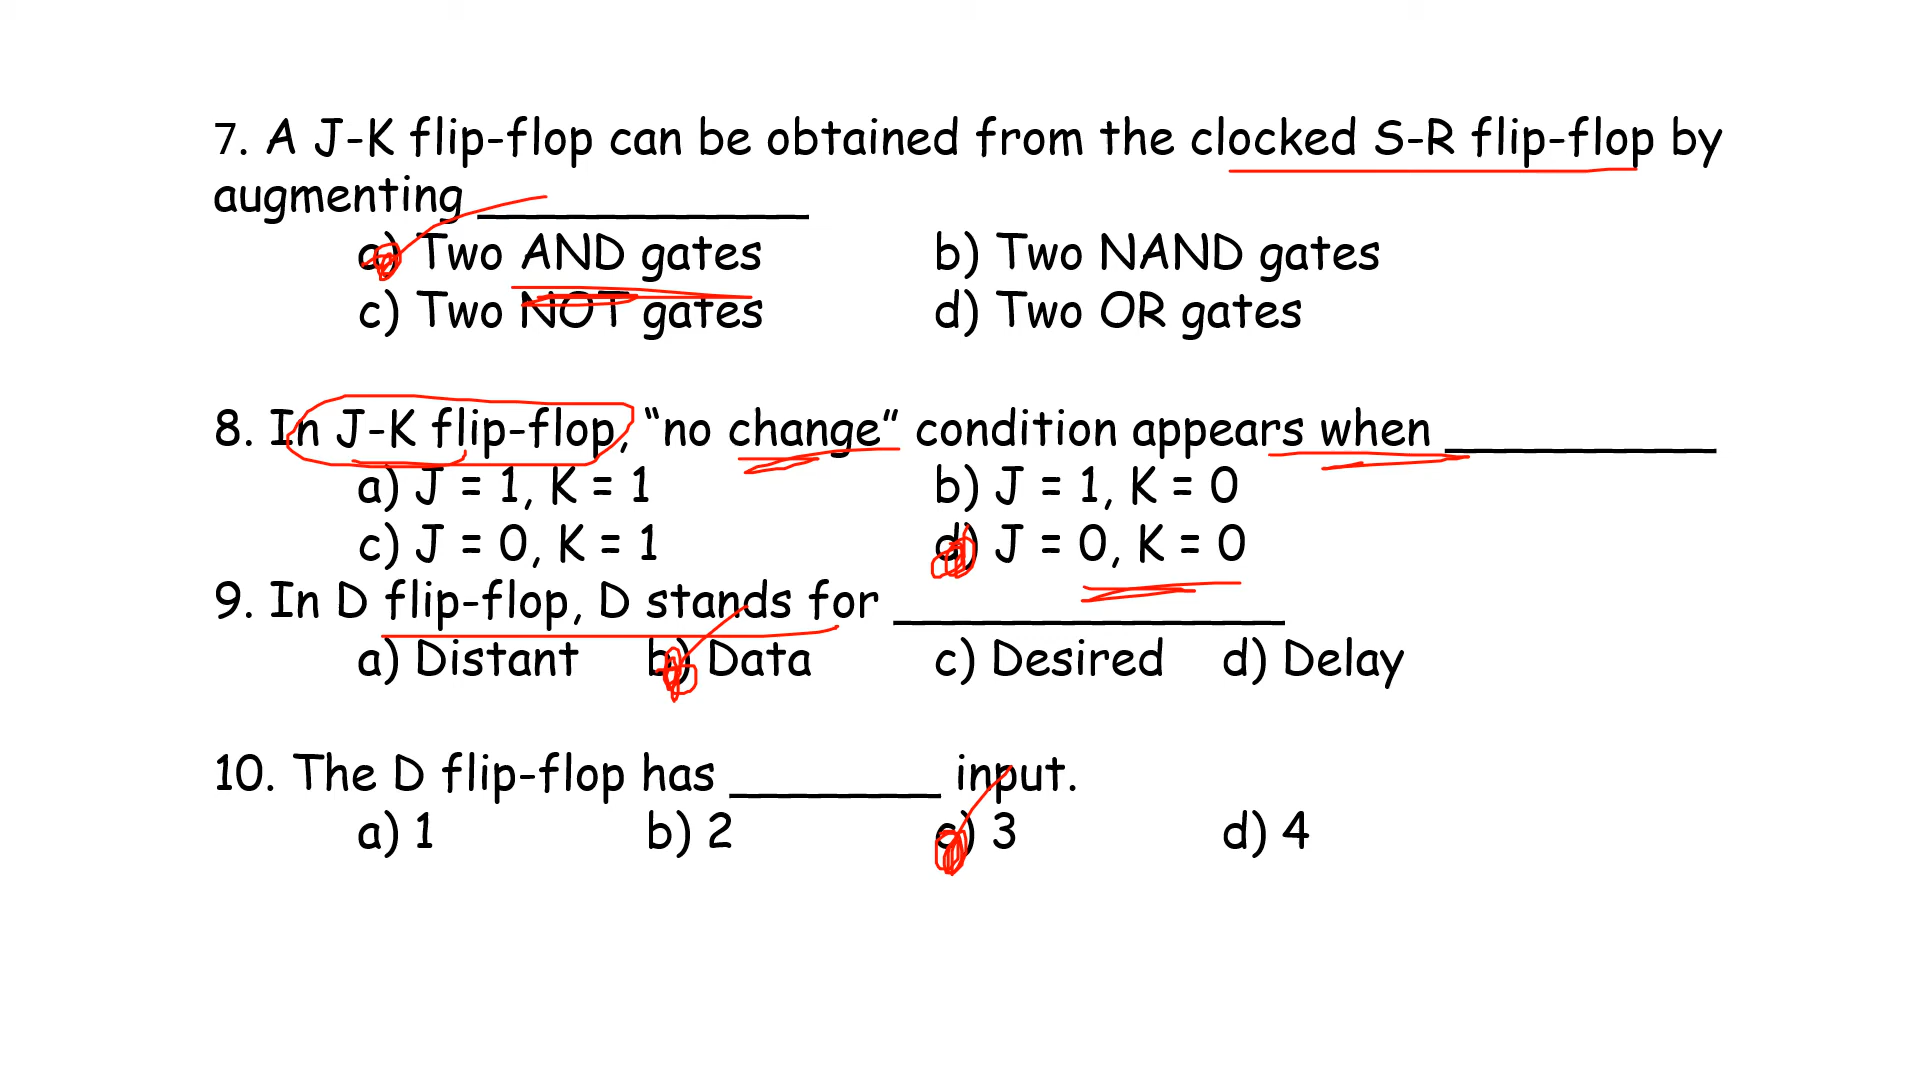 7. A J-K flip-flop can be obtained from the clocked S-R flip-flop by
augmenting _____________
a) Two AND gates b) Two NAND gates
c) Two NOT gates d) Two OR gates
8. In J-K flip-flop, “no change” condition appears when ___________
a) J = 1, K = 1 b) J = 1, K = 0
c) J = 0, K = 1 d) J = 0, K = 0
9. In D flip-flop, D stands for ________________
a) Distant b) Data c) Desired d) Delay
10. The D flip-flop has ________ input.
a) 1 b) 2 c) 3 d) 4